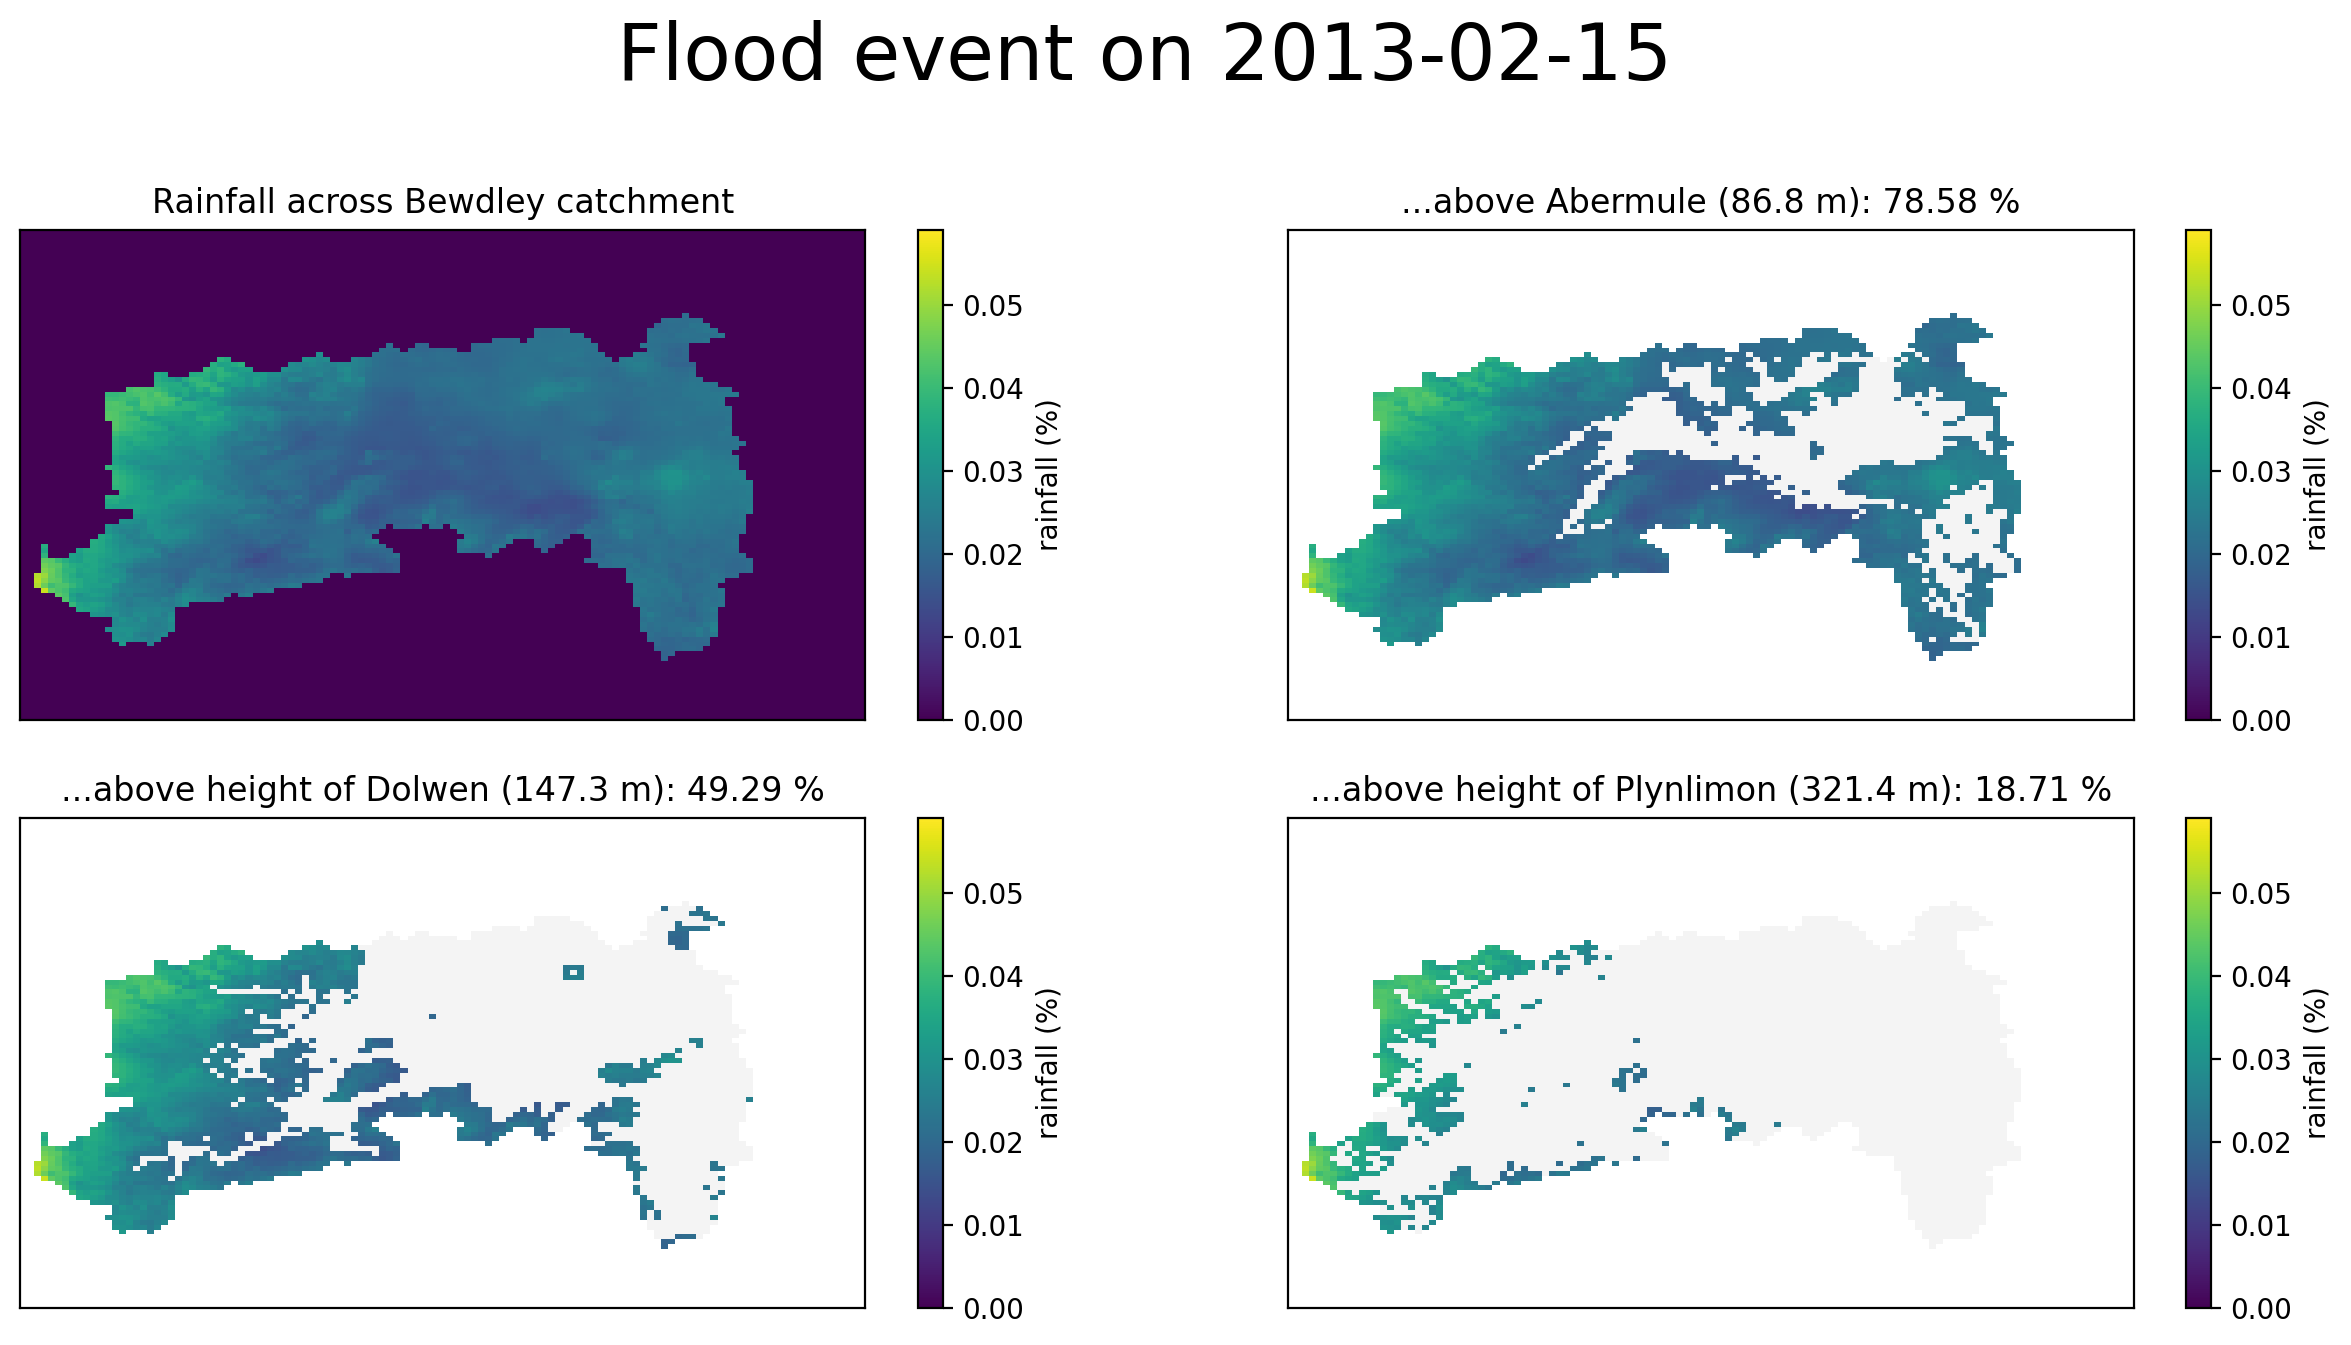 Flood event on 2013-02-15
Rainfall across Bewdley catchment
0.05
0.04
0.03
0.02
0.01
0.00
rainfall (%)
...above Abermule (86.8 m): 78.58 %
0.05
0.04
0.03
0.02
0.01
0.00
rainfall (%)
...above height of Dolwen (147.3 m): 49.29 %
0.05
0.04
0.03
0.02
0.01
0.00
rainfall (%)
...above height of Plynlimon (321.4 m): 18.71 %
0.05
0.04
0.03
0.02
0.01
0.00
rainfall (%)